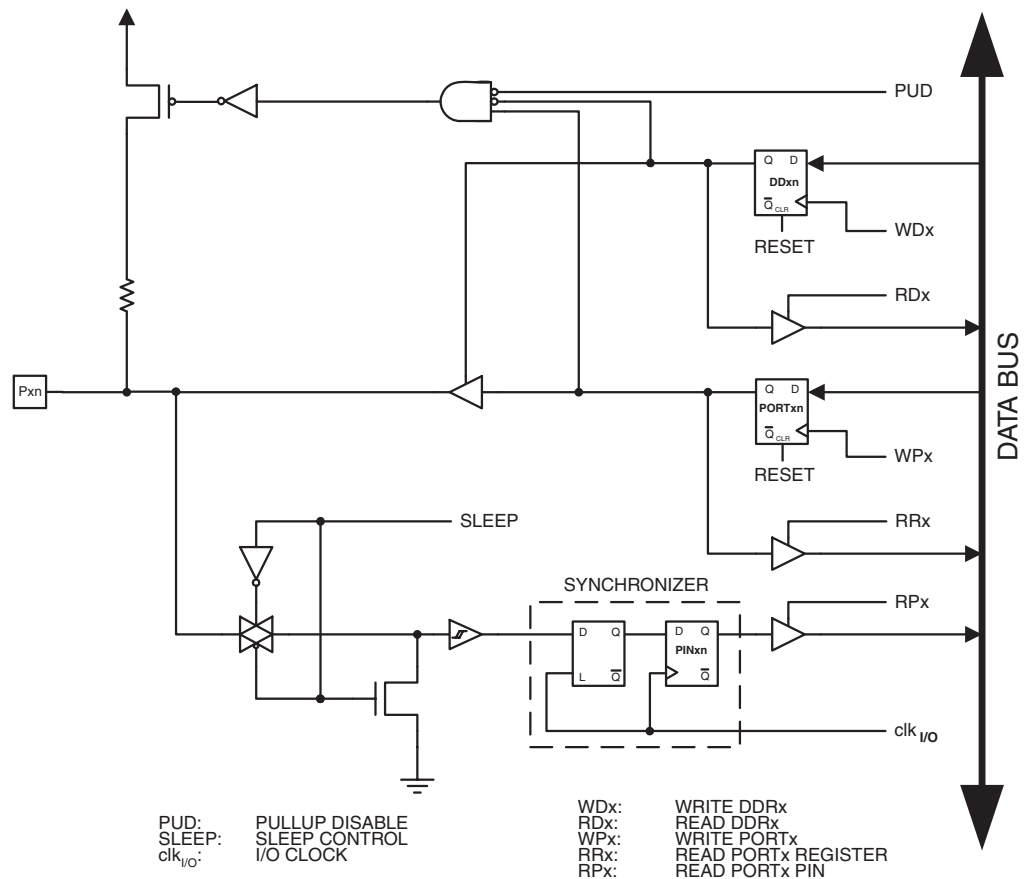 PUD
Q D
DDxn
Q CLR
WDx
RESET
RDx
Pxn
Q D
PORTxn
Q CLR
WPx
RESET
DATA BUS
SLEEP
RRx
SYNCHRONIZER
RPx
D Q
L Q
D Q
PINxn
Q
clk I/O
PUD: PULLUP DISABLE
SLEEP: SLEEP CONTROL
clkI/O: I/O CLOCK
WDx: WRITE DDRx
RDx: READ DDRx
WPx: WRITE PORTx
RRx: READ PORTx REGISTER
RPx: READ PORTx PIN